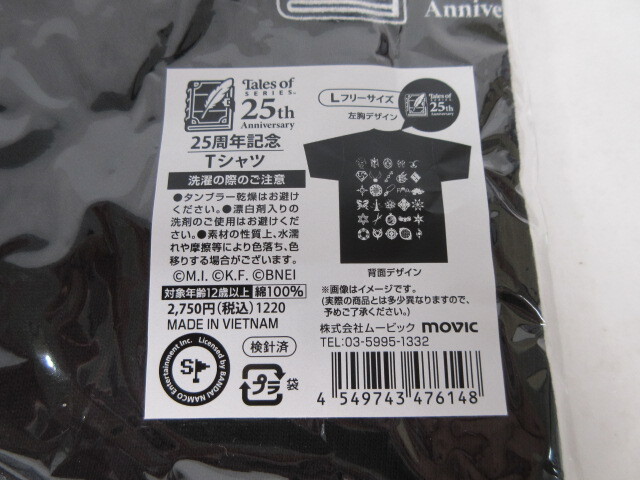 Annive
Tales of
SERIES
25th
Anniversary
25周年記念
Tシャツ
洗濯の際のご注意
●タンブラー乾燥はお避け
ください。●漂白剤入りの
洗剤のご使用はお避けくだ
さい。●素材の性質上、水濡
れや摩擦等により色落ち、色
移りする場合がございます。
©M.I. ©K.F. ©BNEI
対象年齢12歳以上 綿100%
2,750円(税込) 1220
MADE IN VIETNAM
Licensed by BANDAI NAMCO Entertainment Inc.
検針済
プラ 袋
Lフリーサイズ
左胸デザイン
25th
背面デザイン
※画像はイメージです。
(実際の商品とは多少異なりますので、
予めご了承ください。)
株式会社ムービック movic
TEL:03-5995-1332
4 549743 476148